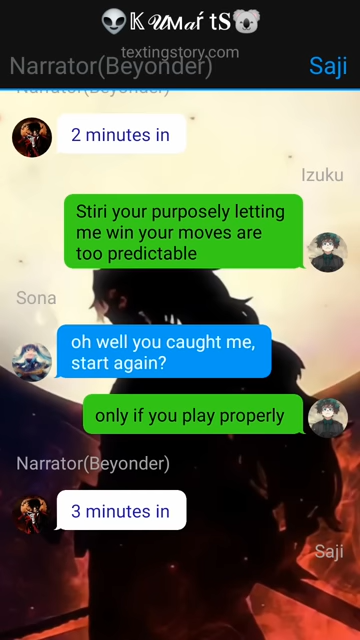 👽𝕂 𝓤ᴍ𝒂ŕ t𝐒🐨
textingstory.com
Narrator(Beyonder) Saji
Narrator(Beyonder)
2 minutes in
Izuku
Stiri your purposely letting
me win your moves are
too predictable
Sona
oh well you caught me,
start again?
only if you play properly
Narrator(Beyonder)
3 minutes in
Saji